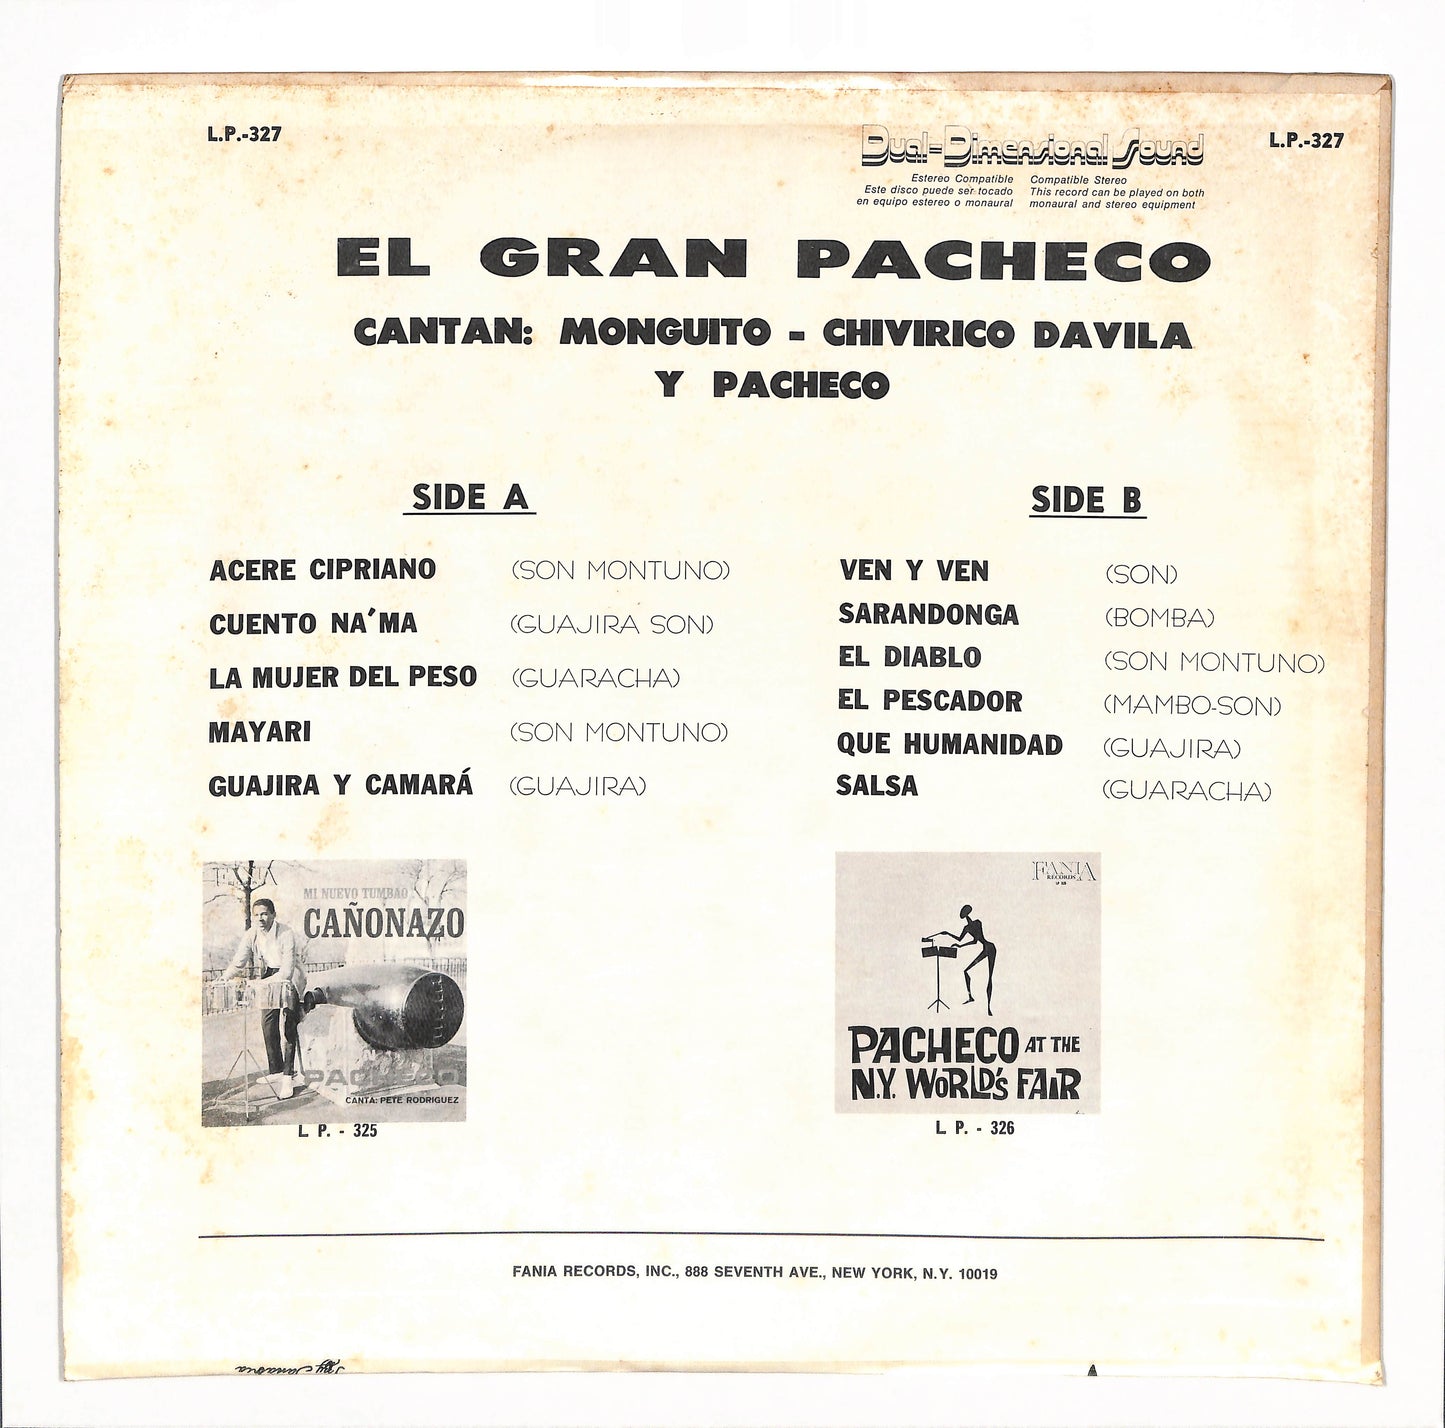 L.P.-327
L.P.-327
Dual-Dimensional Sound
Estereo Compatible
Este disco puede ser tocado
en equipo estereo o monaural
Compatible Stereo
This record can be played on both
monaural and stereo equipment
EL GRAN PACHECO
CANTAN: MONGUITO - CHIVIRICO DAVILA
Y PACHECO
SIDE A
ACERE CIPRIANO (SON MONTUNO)
CUENTO NA'MA (GUAJIRA SON)
LA MUJER DEL PESO (GUARACHA)
MAYARI (SON MONTUNO)
GUAJIRA Y CAMARÁ (GUAJIRA)
SIDE B
VEN Y VEN (SON)
SARANDONGA (BOMBA)
EL DIABLO (SON MONTUNO)
EL PESCADOR (MAMBO-SON)
QUE HUMANIDAD (GUAJIRA)
SALSA (GUARACHA)
FANIA
MI NUEVO TUMBAO
CAÑONAZO
PACHECO
CANTA: PETE RODRIGUEZ
L P. - 325
FANIA
RECORDS
PACHECO AT THE
N.Y. WORLD'S FAIR
L P. - 326
FANIA RECORDS, INC., 888 SEVENTH AVE., NEW YORK, N.Y. 10019